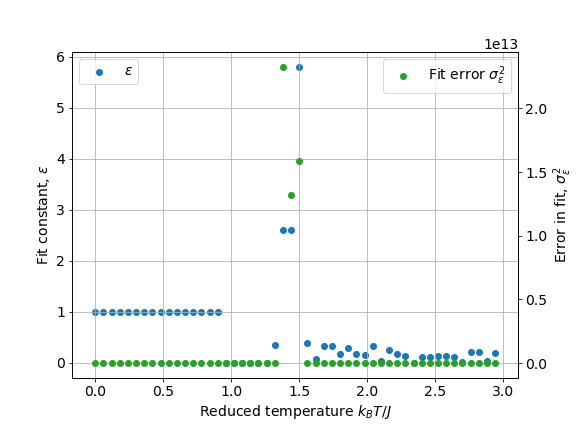 1e13
ε
Fit error σ_ε^2
6
5
4
3
2
1
0
Fit constant, ε
2.0
1.5
1.0
0.5
0.0
Error in fit, σ_ε^2
0.0 0.5 1.0 1.5 2.0 2.5 3.0
Reduced temperature k_BT/J